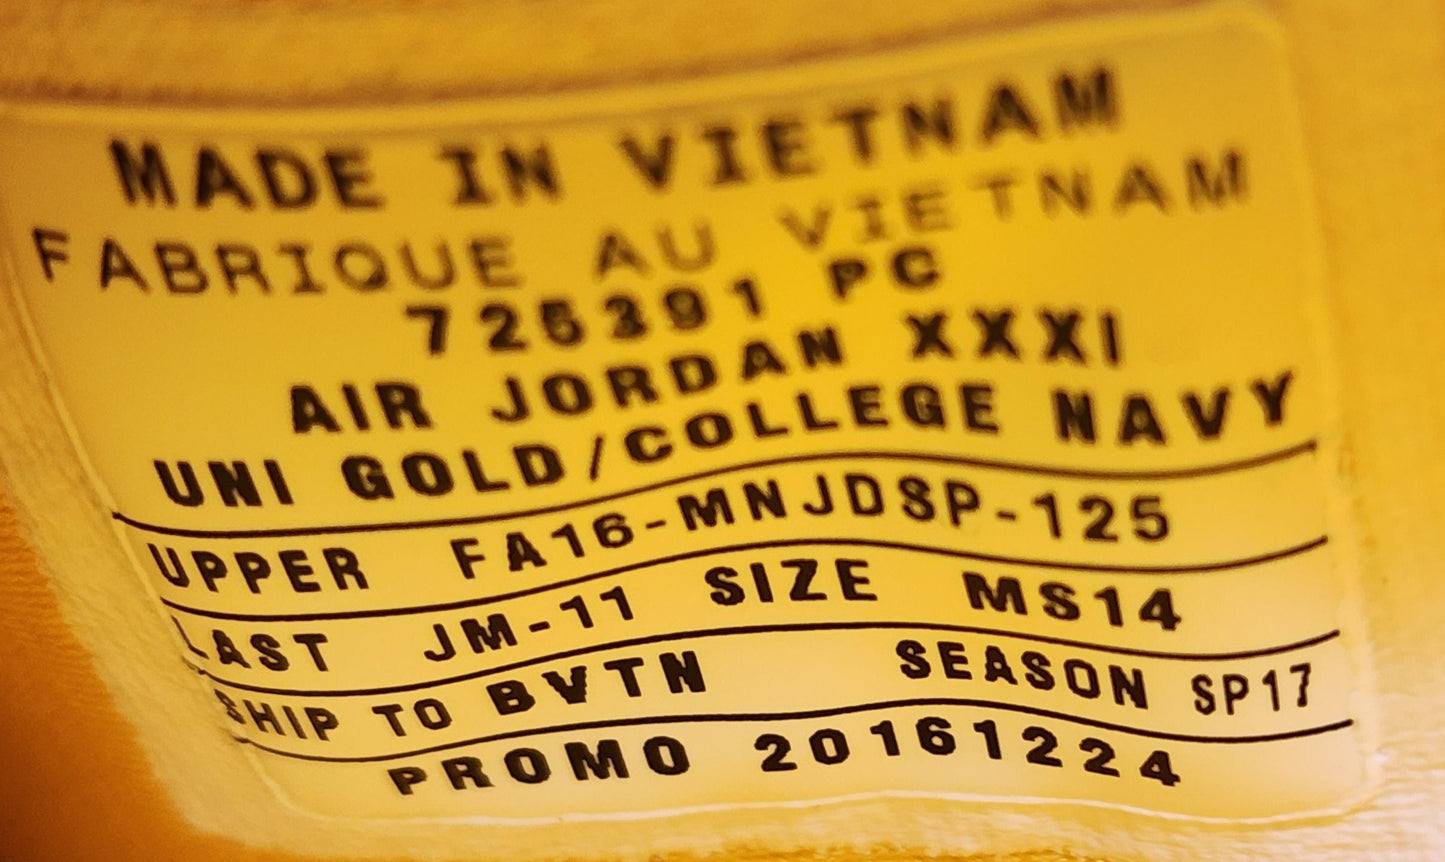 MADE IN VIETNAM
FABRIQUE AU VIETNAM
726391 PC
AIR JORDAN XXXI
UNI GOLD/COLLEGE NAVY
UPPER FA16-MNJDSP-125
LAST JM-11 SIZE MS14
SHIP TO BVTN SEASON SP17
PROMO 20161224